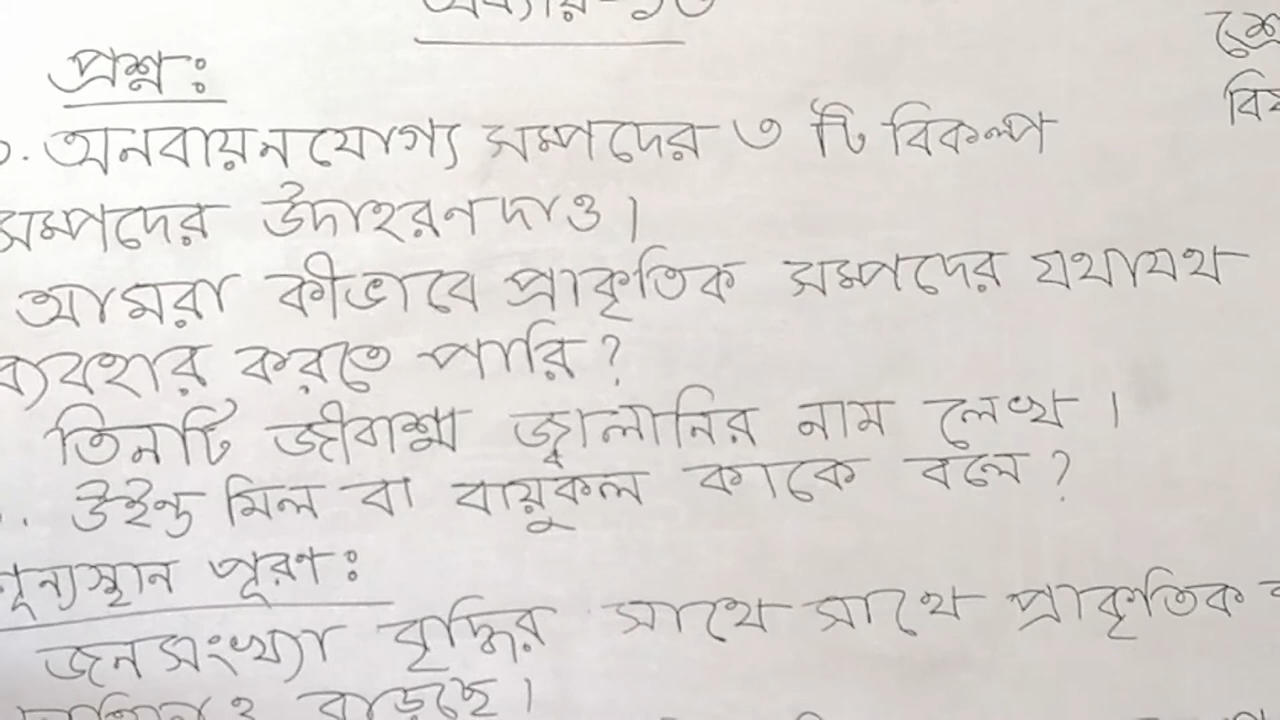 প্রশ্ন:
অনবায়নযোগ্য সম্পদের ৩ টি বিকল্প
সম্পদের উদাহরণ দাও।
আমরা কীভাবে প্রাকৃতিক সম্পদের যথাযথ
ব্যবহার করতে পারি?
তিনটি জীবাশ্ম জ্বালানির নাম লেখ।
উইন্ড মিল বা বায়ুকল কাকে বলে?
শূন্যস্থান পূরণ:
জনসংখ্যা বৃদ্ধির সাথে সাথে প্রাকৃতিক
বাড়ছে।